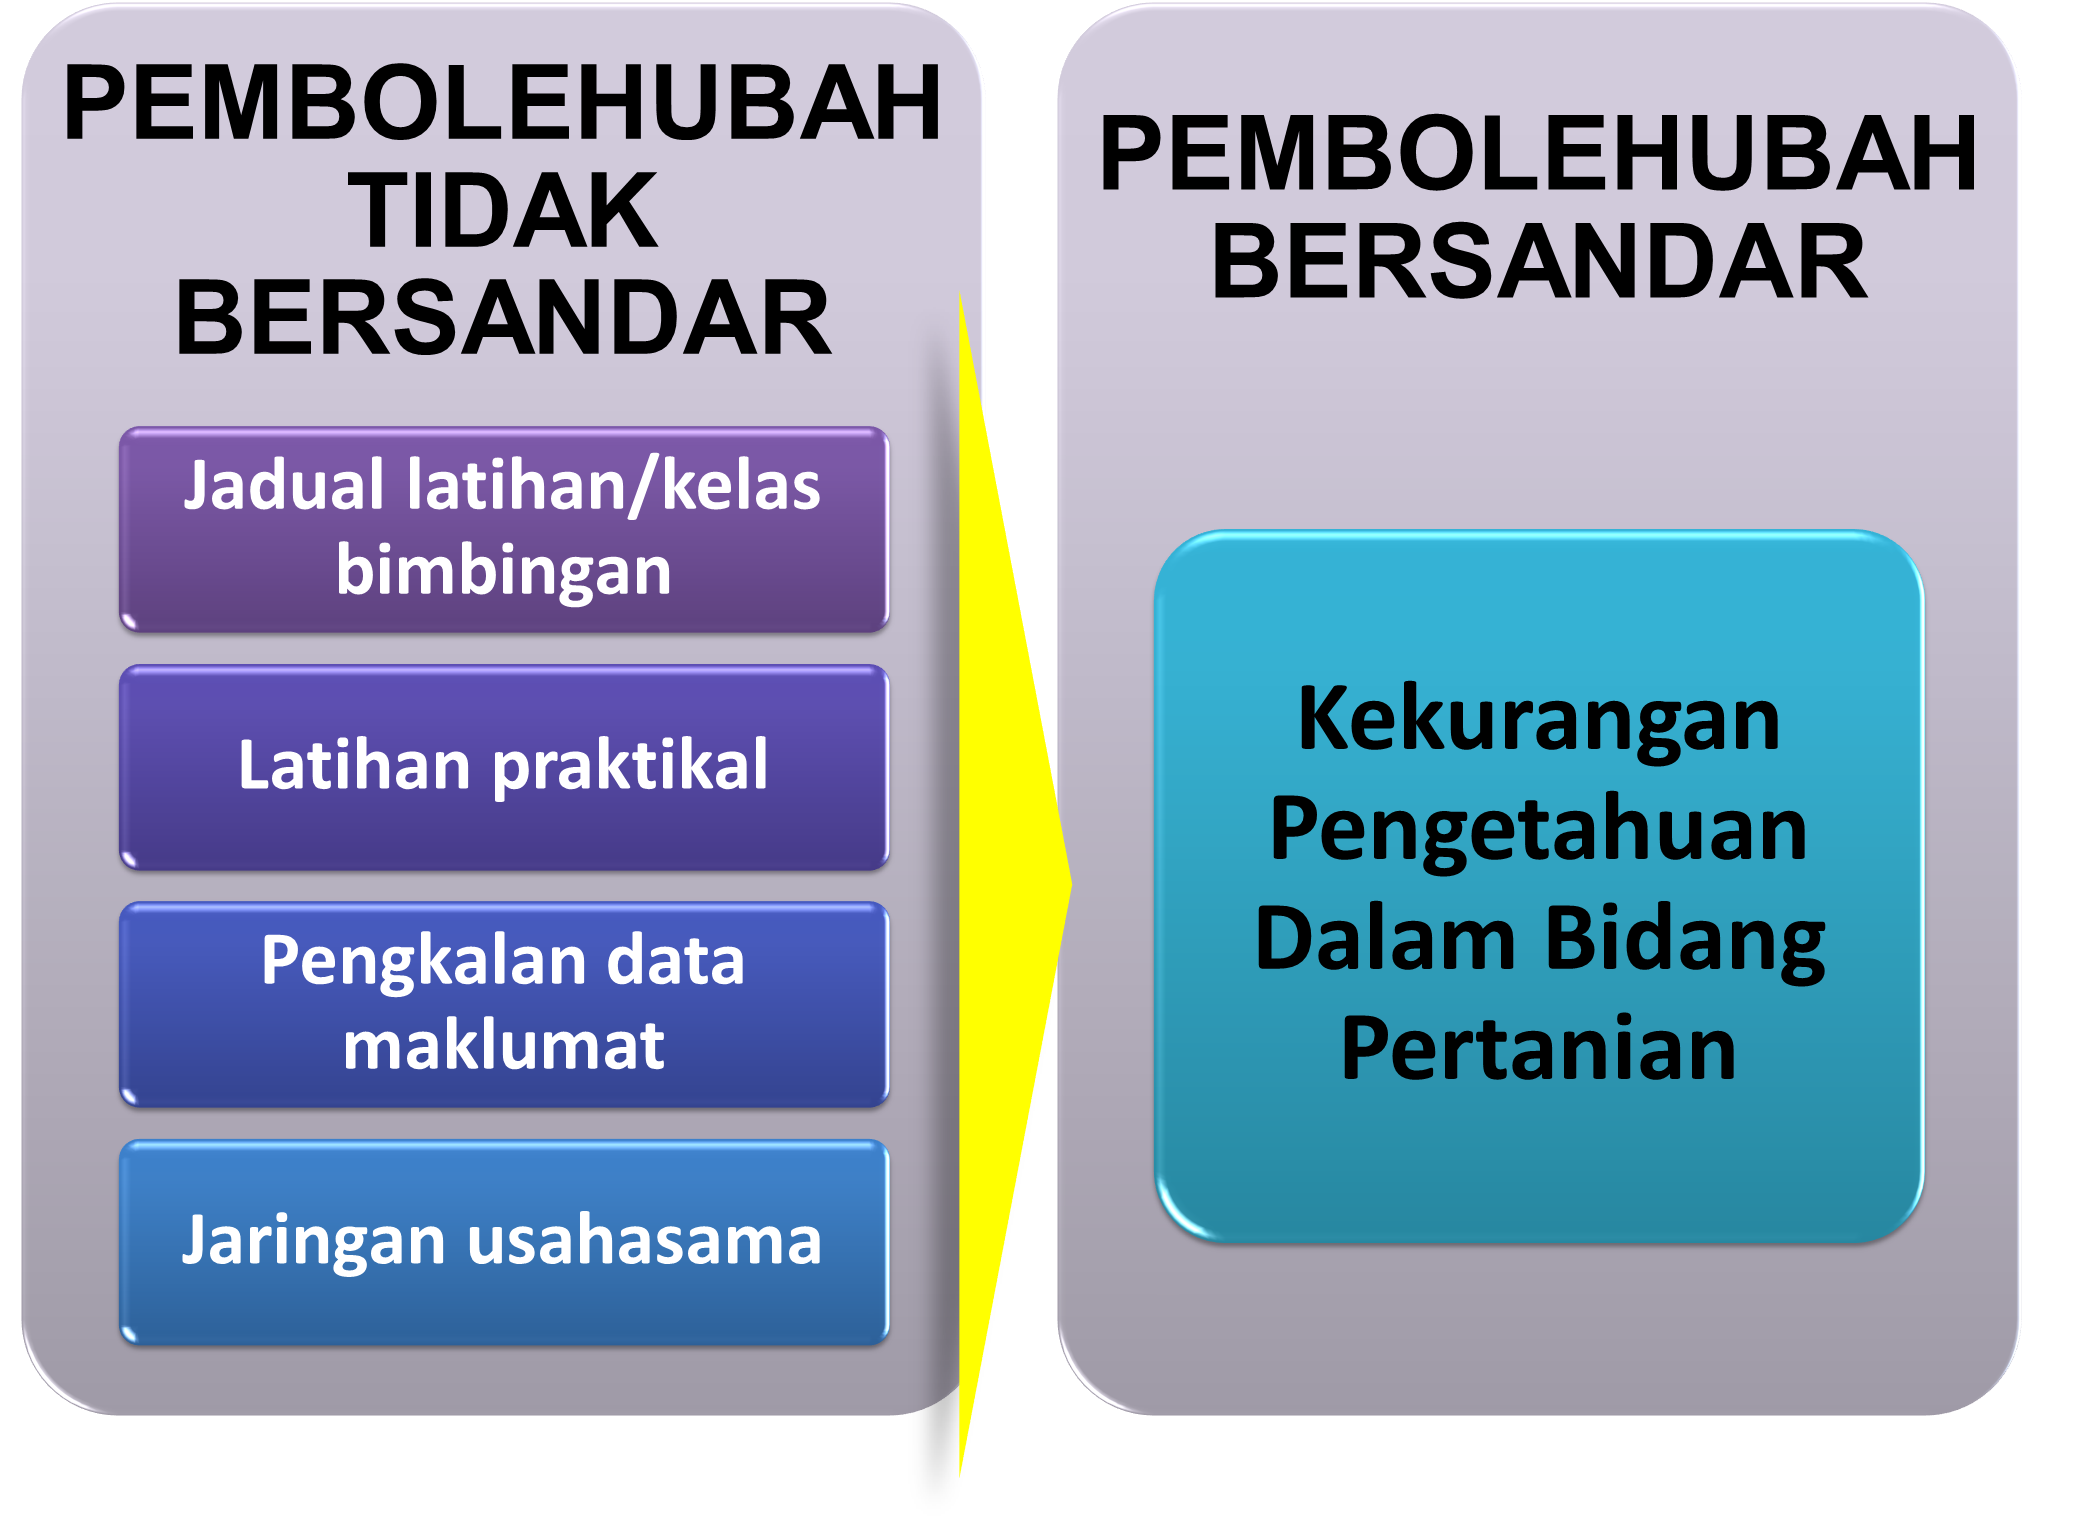 PEMBOLEHUBAH
TIDAK
BERSANDAR
Jadual latihan/kelas
bimbingan
Latihan praktikal
Pengkalan data
maklumat
Jaringan usahasama
PEMBOLEHUBAH
BERSANDAR
Kekurangan
Pengetahuan
Dalam Bidang
Pertanian